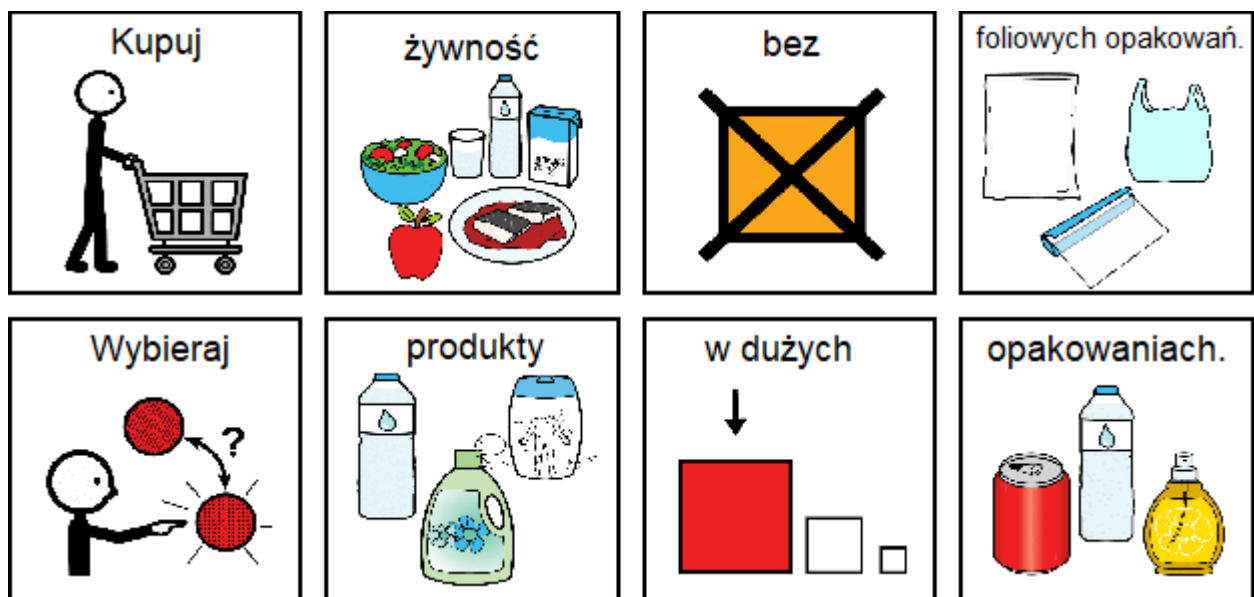 Kupuj
żywność
bez
foliowych opakowań.
Wybieraj
produkty
w dużych
opakowaniach.
?